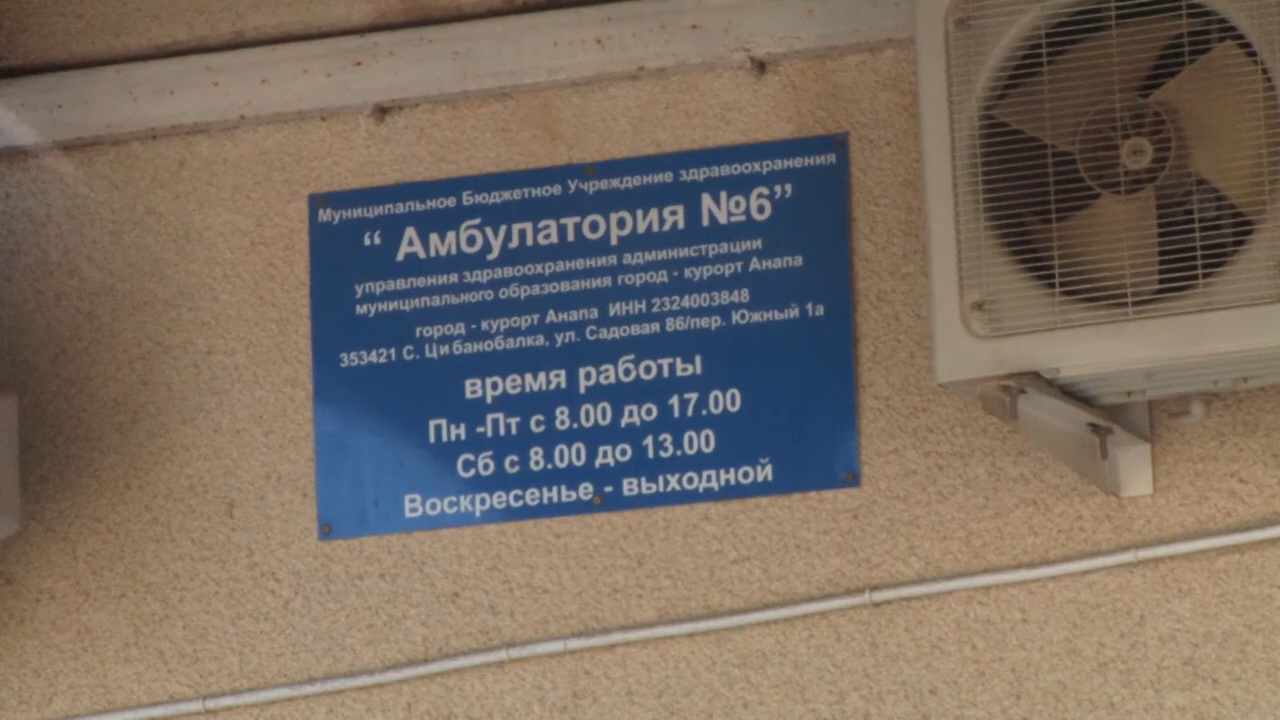 Муниципальное Бюджетное Учреждение здравоохранения
“ Амбулатория №6”
управления здравоохранения администрации
муниципального образования город - курорт Анапа
город - курорт Анапа ИНН 2324003848
353421 С. Цибанобалка, ул. Садовая 86/пер. Южный 1а
время работы
Пн -Пт с 8.00 до 17.00
Сб с 8.00 до 13.00
Воскресенье - выходной